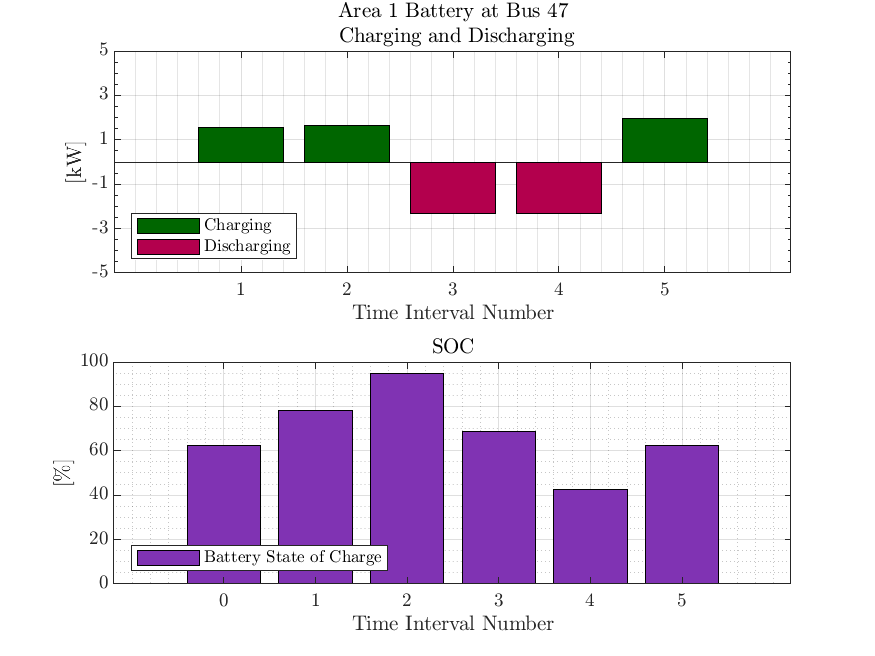 Area 1 Battery at Bus 47
Charging and Discharging
5
3
1
-1
-3
-5
[kW]
Charging
Discharging
1 2 3 4 5
Time Interval Number
SOC
100
80
60
40
20
0
[%]
Battery State of Charge
0 1 2 3 4 5
Time Interval Number